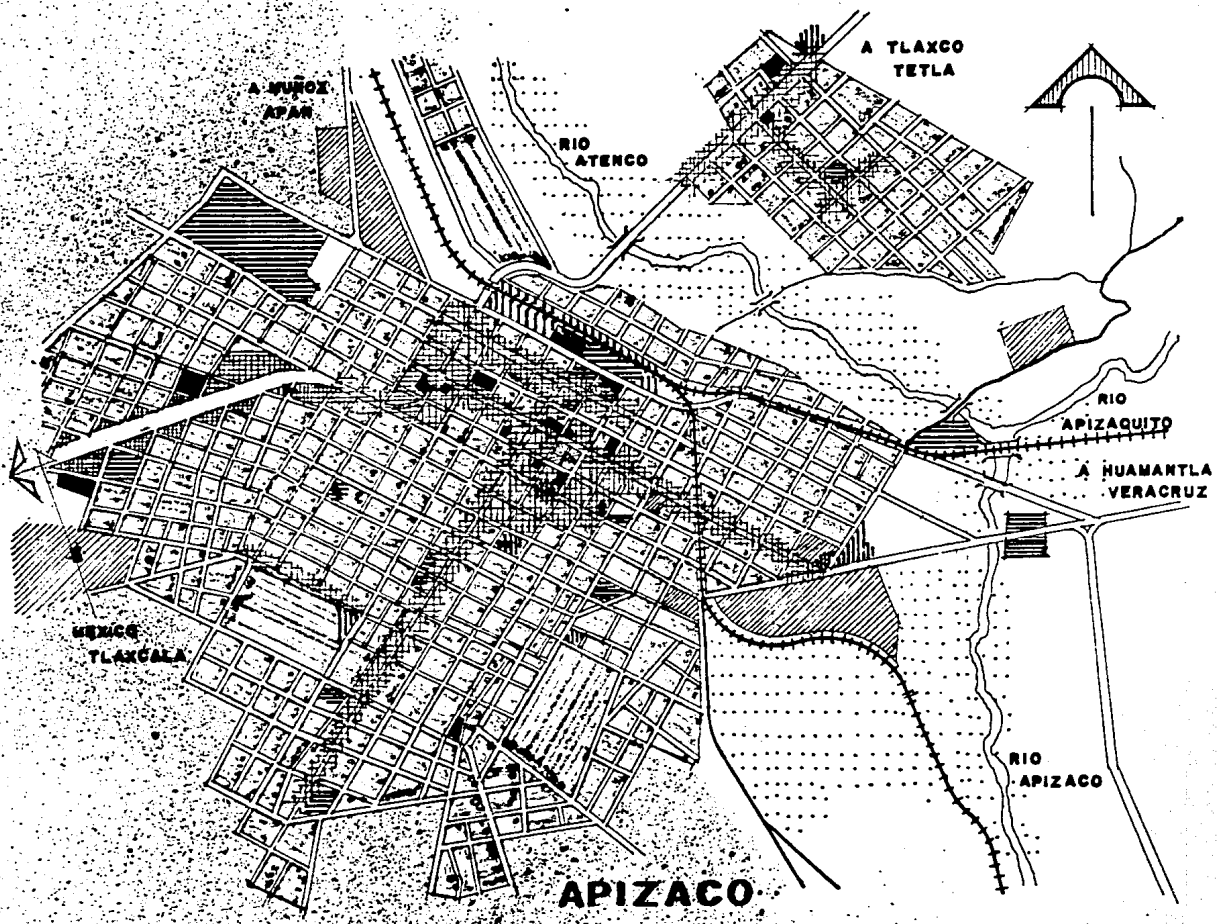 A TLAXCO
TETLA
A MUÑOZ
APAN
RIO
ATENCO
RIO
APIZAQUITO
A HUAMANTLA
VERACRUZ
MEXICO
TLAXCALA
RIO
APIZACO
APIZACO